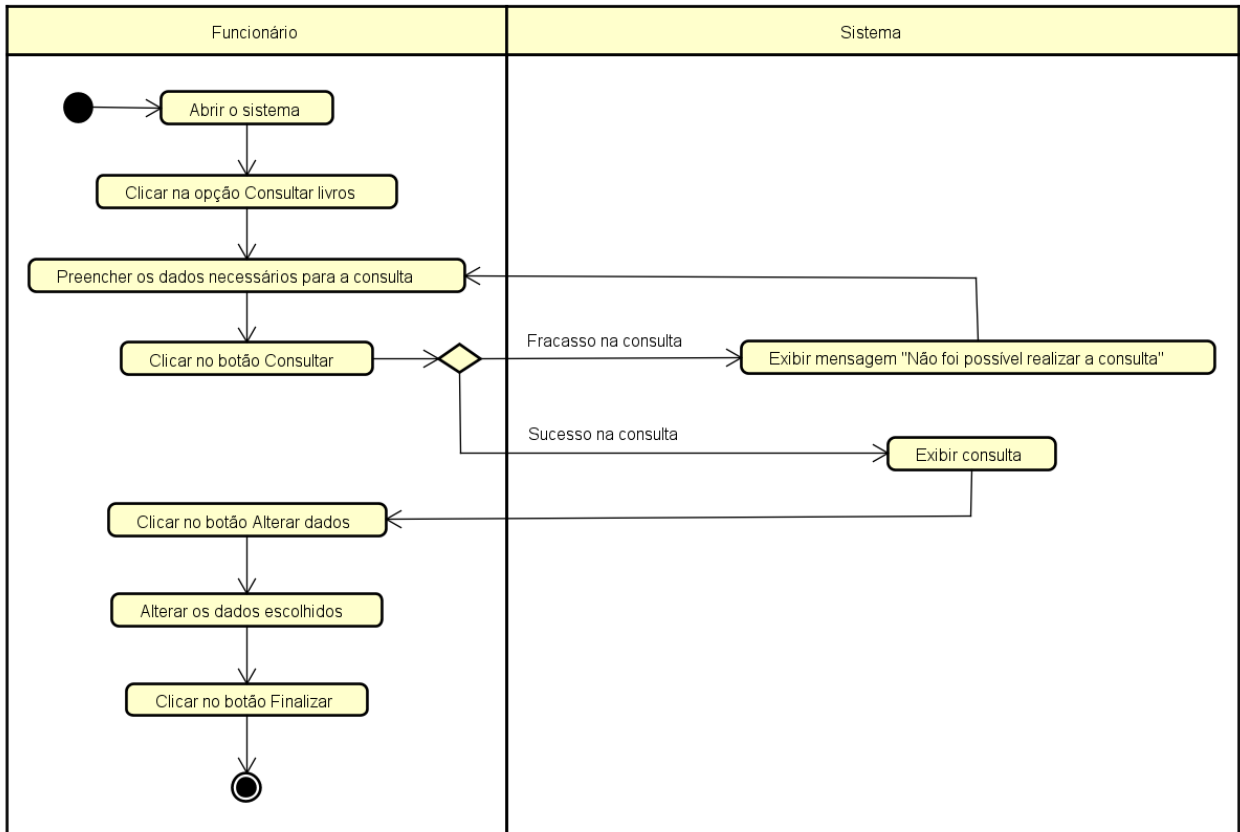 Funcionário
Sistema
Abrir o sistema
Clicar na opção Consultar livros
Preencher os dados necessários para a consulta
Clicar no botão Consultar
Fracasso na consulta
Exibir mensagem "Não foi possível realizar a consulta"
Sucesso na consulta
Exibir consulta
Clicar no botão Alterar dados
Alterar os dados escolhidos
Clicar no botão Finalizar